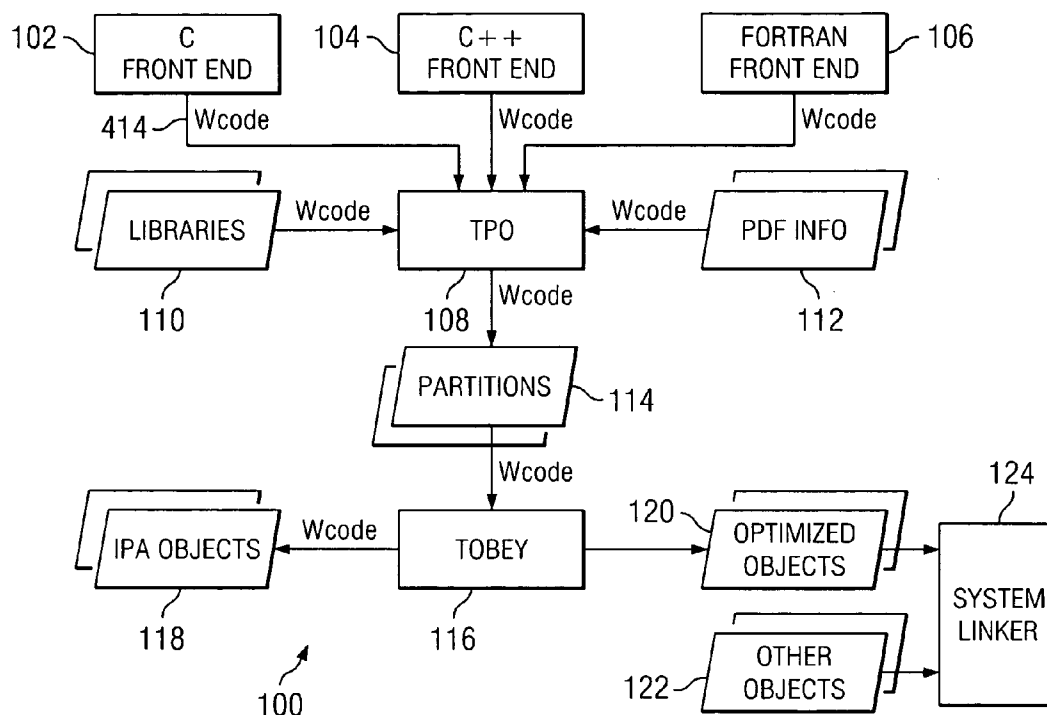 102
C
FRONT END
104
C++
FRONT END
FORTRAN
FRONT END
106
414
Wcode
Wcode
Wcode
LIBRARIES
Wcode
TPO
Wcode
PDF INFO
110
108
Wcode
112
PARTITIONS
114
Wcode
IPA OBJECTS
Wcode
TOBEY
120
OPTIMIZED
OBJECTS
124
SYSTEM
LINKER
118
116
100
122
OTHER
OBJECTS